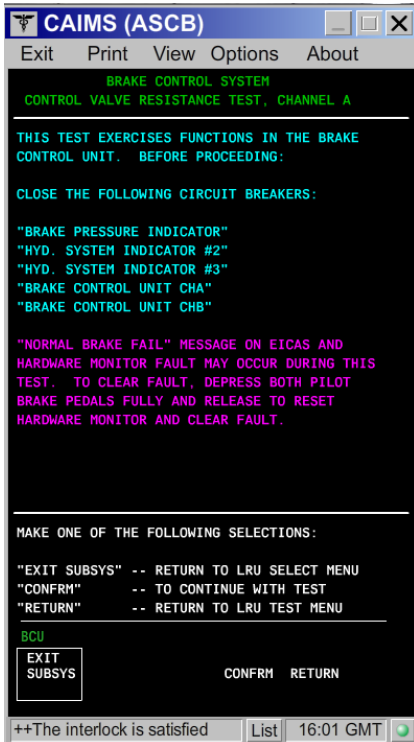 CAIMS (ASCB)
Exit Print View Options About
BRAKE CONTROL SYSTEM
CONTROL VALVE RESISTANCE TEST, CHANNEL A
THIS TEST EXERCISES FUNCTIONS IN THE BRAKE
CONTROL UNIT. BEFORE PROCEEDING:
CLOSE THE FOLLOWING CIRCUIT BREAKERS:
"BRAKE PRESSURE INDICATOR"
"HYD. SYSTEM INDICATOR #2"
"HYD. SYSTEM INDICATOR #3"
"BRAKE CONTROL UNIT CHA"
"BRAKE CONTROL UNIT CHB"
"NORMAL BRAKE FAIL" MESSAGE ON EICAS AND
HARDWARE MONITOR FAULT MAY OCCUR DURING THIS
TEST. TO CLEAR FAULT, DEPRESS BOTH PILOT
BRAKE PEDALS FULLY AND RELEASE TO RESET
HARDWARE MONITOR AND CLEAR FAULT.
MAKE ONE OF THE FOLLOWING SELECTIONS:
"EXIT SUBSYS" -- RETURN TO LRU SELECT MENU
"CONFRM" -- TO CONTINUE WITH TEST
"RETURN" -- RETURN TO LRU TEST MENU
BCU
EXIT
SUBSYS CONFRM RETURN
++The interlock is satisfied List 16:01 GMT